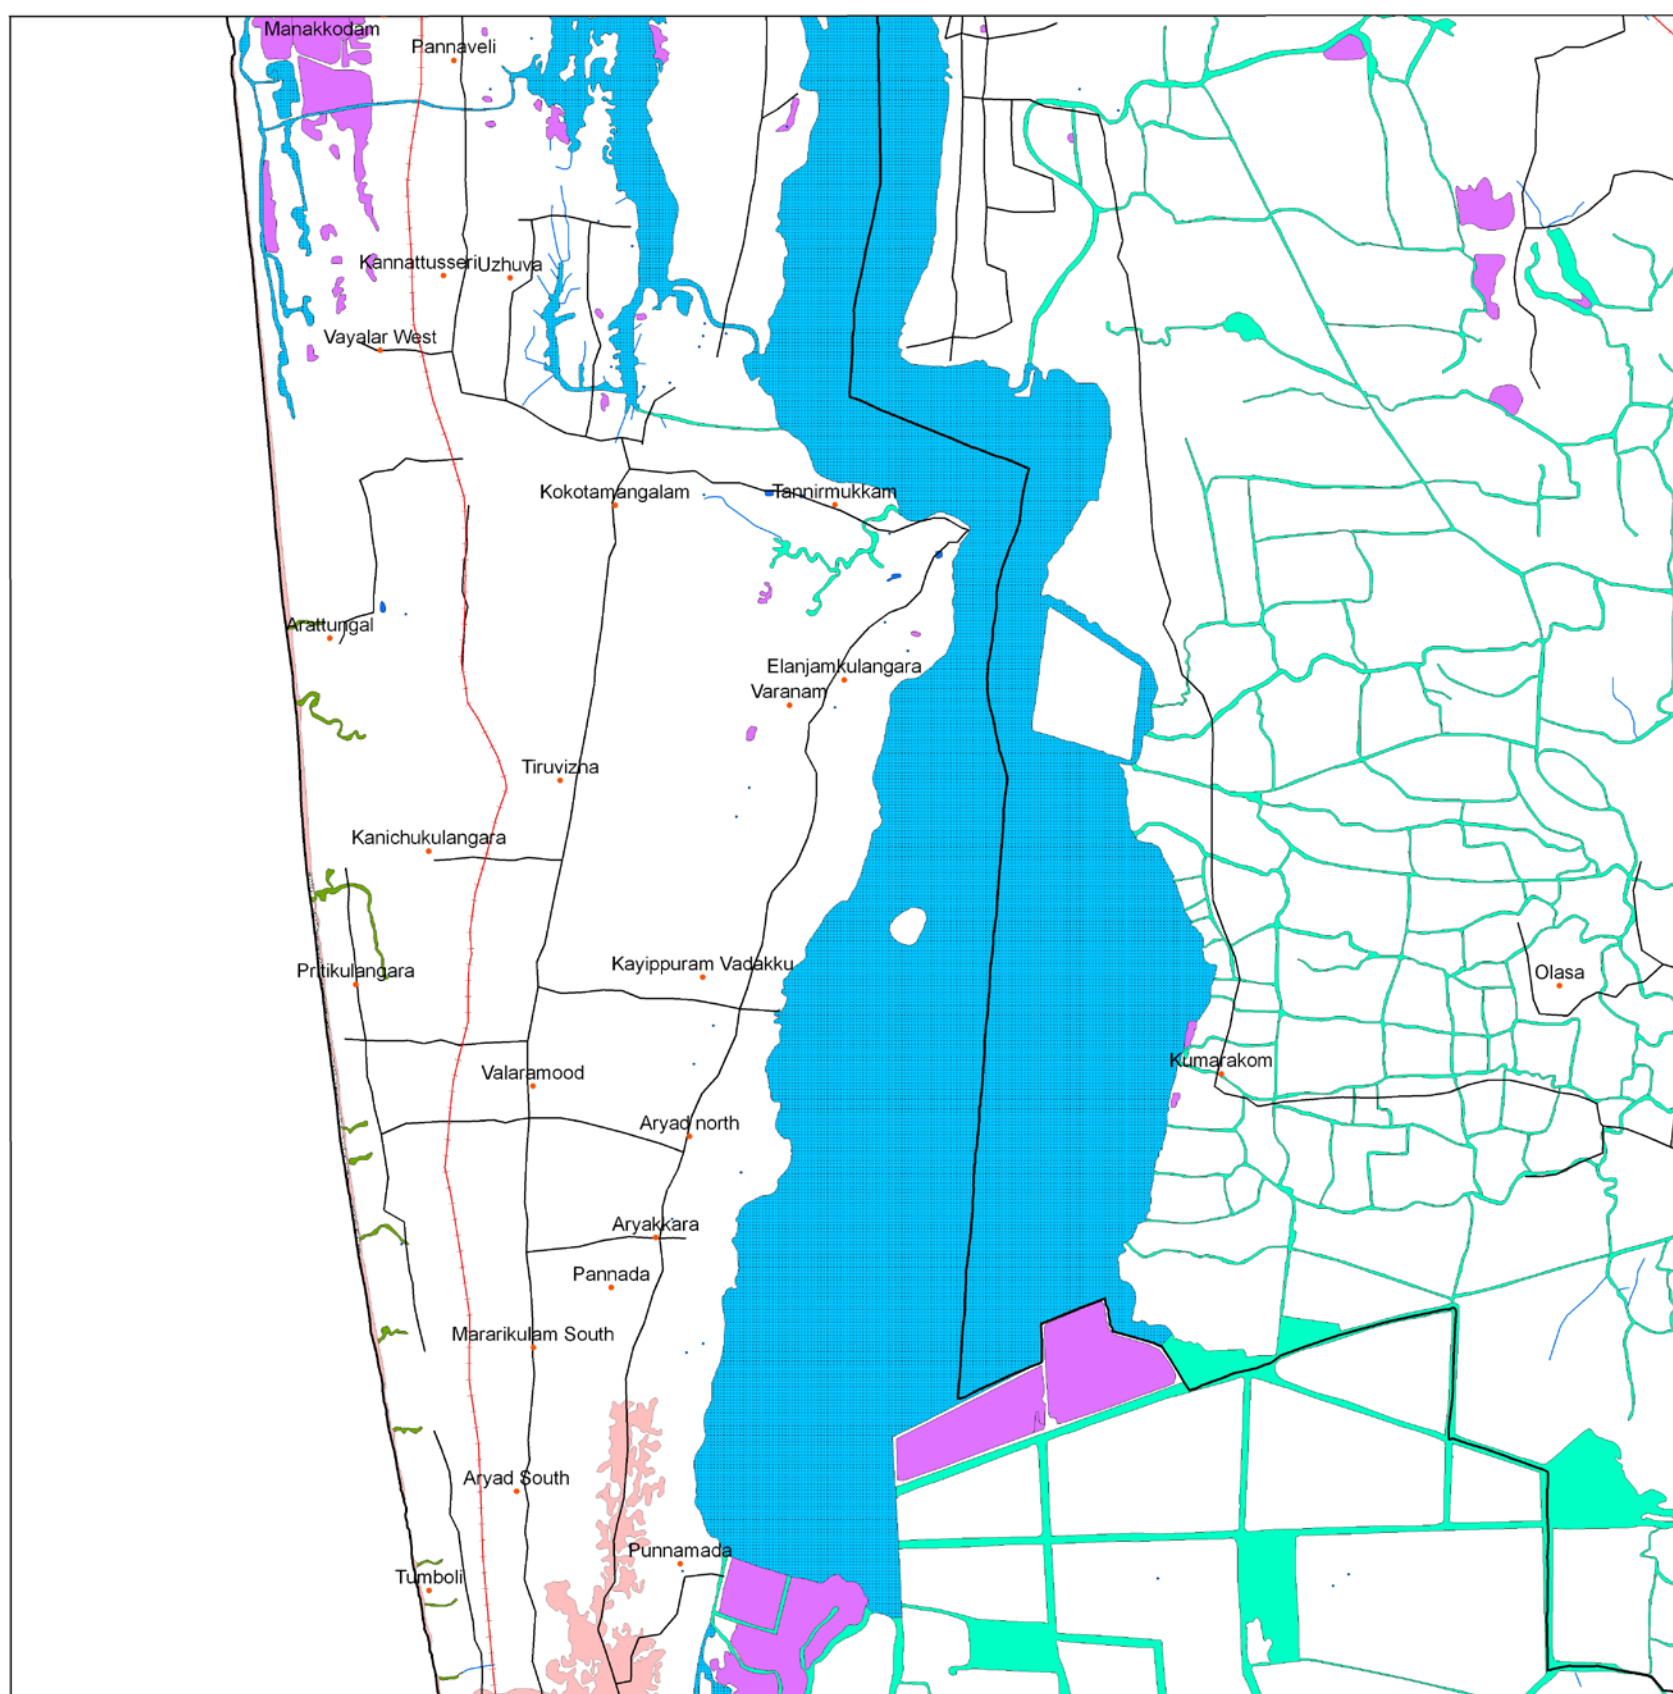 Manakkodam
Pannaveli
Kannattusseri
Uzhuva
Vayalar West
Kokotamangalam
Tannirmukkam
Arattungal
Elanjamkulangara
Varanam
Tiruvizha
Kanichukulangara
Kayippuram Vadakku
Pritikulangara
Olasa
Kumarakom
Valaramood
Aryad north
Aryakkara
Pannada
Mararikulam South
Aryad South
Punnamada
Tumboli